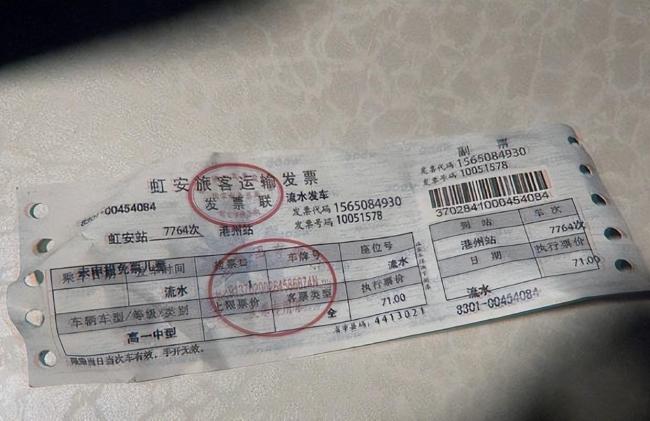 虹安旅客运输发票
发票联
00454084
流水发车
发票代码 1565084930
发票号码 10051578
虹安站 7764次 港州站
车牌号 座位号
流水 流水
上限票价 客票类型 执行票价
车辆车型/等级/类别
高一中型 全 71.00
限乘当日当次车有效,手开无效。
4413021
副票
发票代码 1565084930
发票号码 10051578
3702841000454084
到站 车次
港州站 7764次
日期 执行票价
流水 71.00
8301-00454084